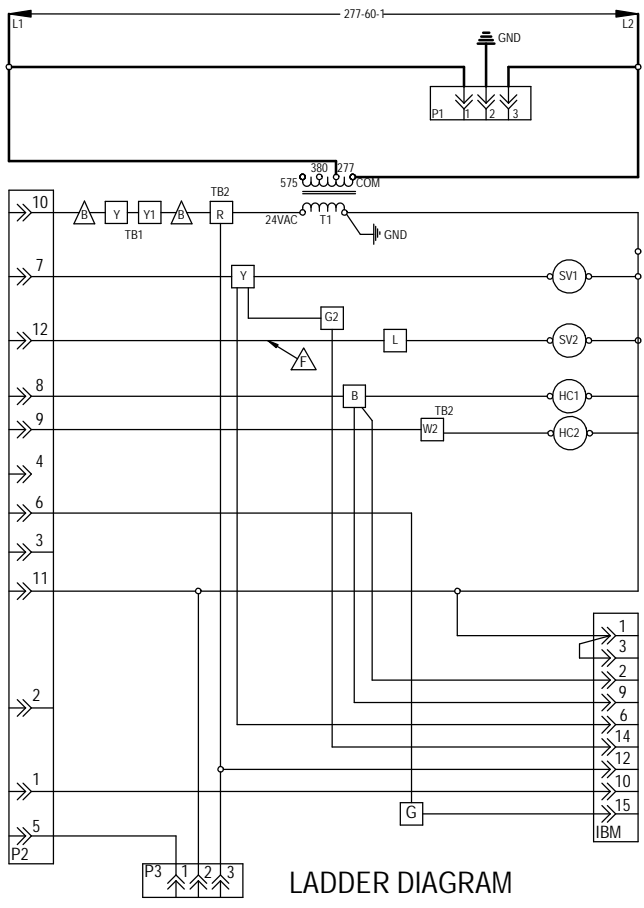 277-60-1
L1
L2
GND
P1 1 2 3
380 277
575 COM
10 B Y Y1 B TB2 R 24VAC T1 GND
TB1
7 Y SV1
G2
12 L SV2
F
8 B HC1
9 TB2 W2 HC2
4
6
3
11
1
3
2
2
9
6
14
12
1
10
G 15
5 IBM
P2
P3 1 2 3
LADDER DIAGRAM